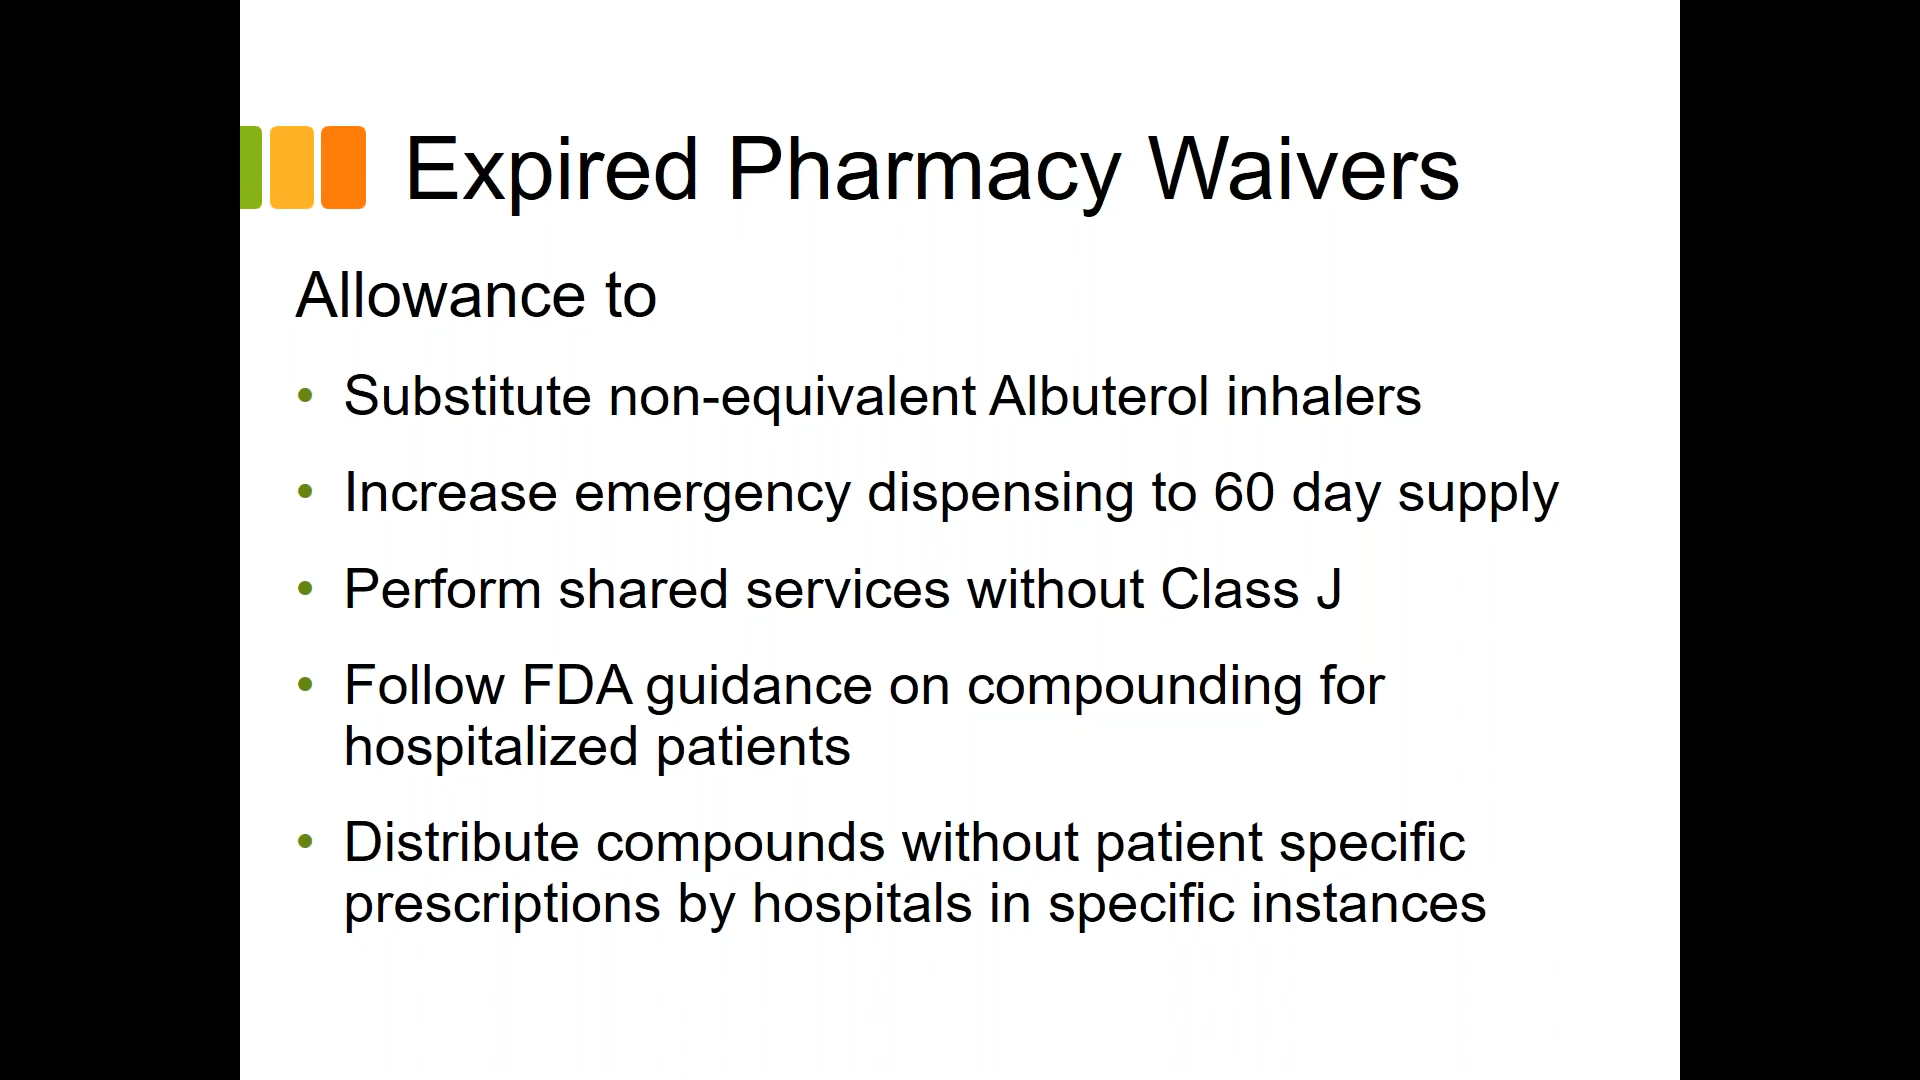 Expired Pharmacy Waivers
Allowance to
• Substitute non-equivalent Albuterol inhalers
• Increase emergency dispensing to 60 day supply
• Perform shared services without Class J
• Follow FDA guidance on compounding for
hospitalized patients
• Distribute compounds without patient specific
prescriptions by hospitals in specific instances